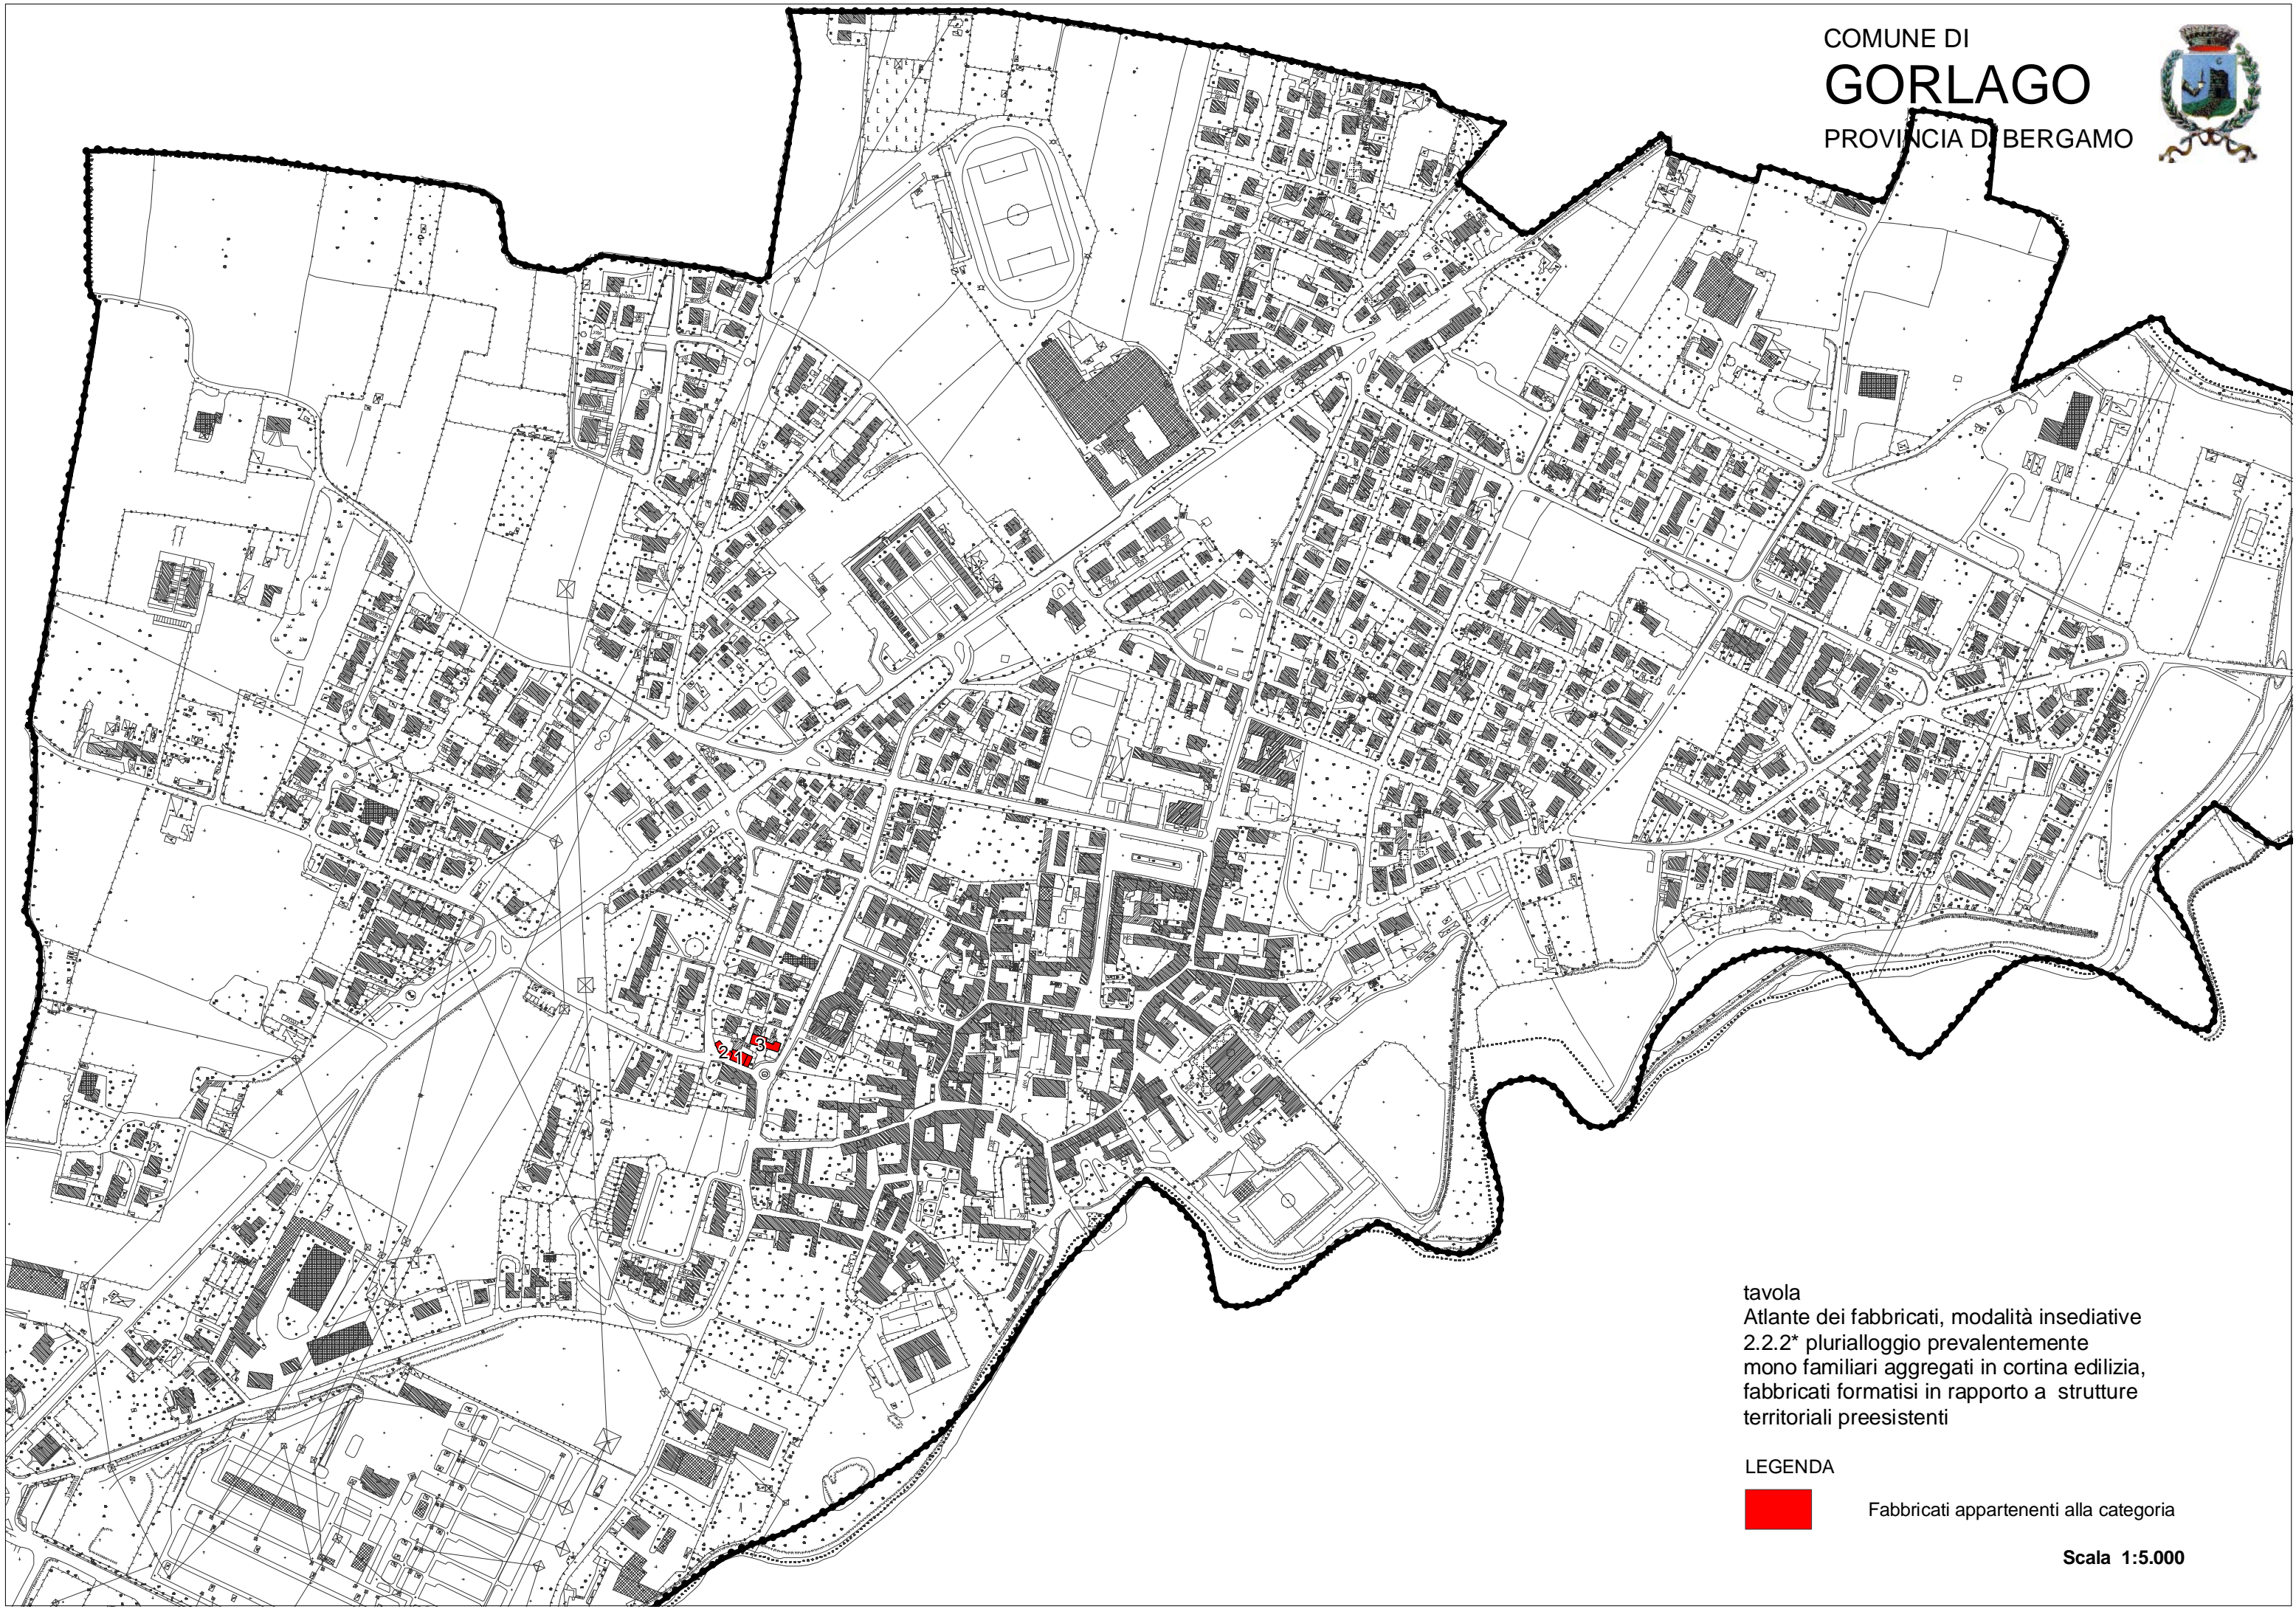 COMUNE DI
GORLAGO
PROVINCIA DI BERGAMO
3
2
1
tavola
Atlante dei fabbricati, modalità insediative
2.2.2* plurialloggio prevalentemente
mono familiari aggregati in cortina edilizia,
fabbricati formatisi in rapporto a strutture
territoriali preesistenti
LEGENDA
Fabbricati appartenenti alla categoria
Scala 1:5.000